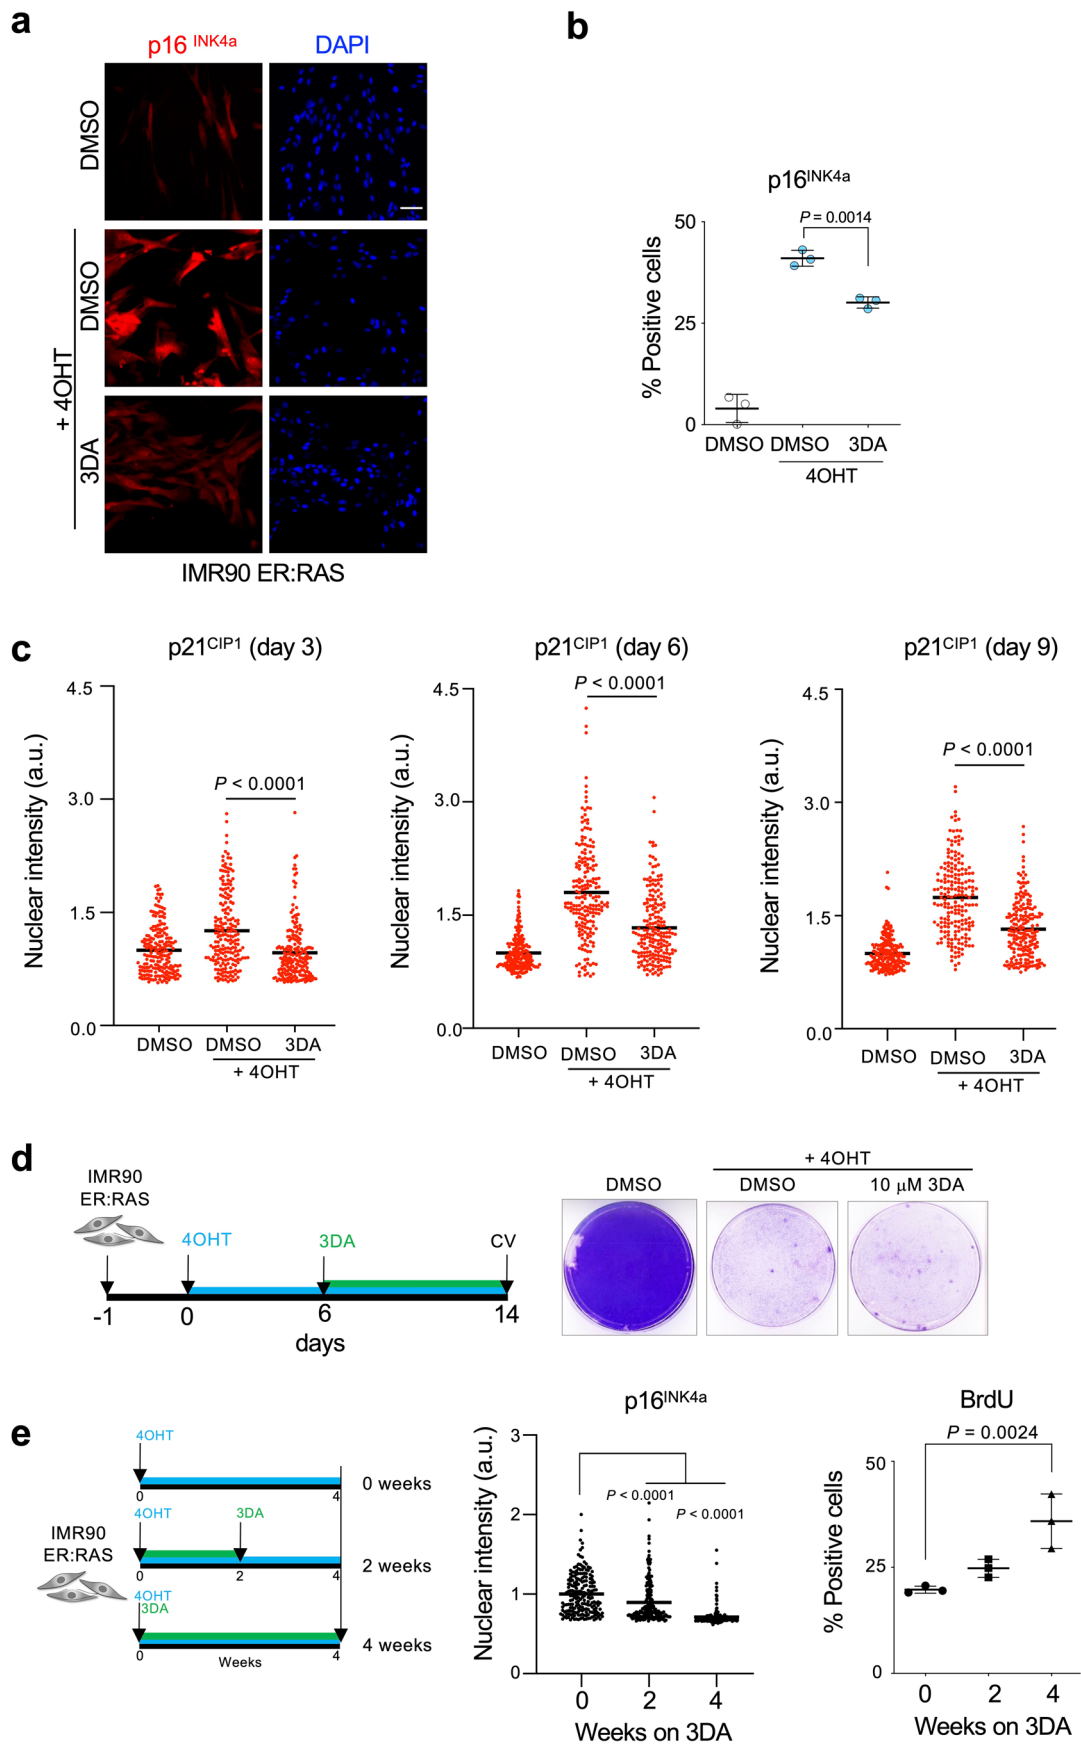 a
p16 INK4a
DAPI
DMSO
DMSO
3DA
+ 4OHT
IMR90 ER:RAS
b
p16INK4a
P = 0.0014
% Positive cells
50
25
0
DMSO
DMSO
3DA
4OHT
c
p21CIP1 (day 3)
Nuclear intensity (a.u.)
4.5
3.0
1.5
0.0
P < 0.0001
DMSO
DMSO
3DA
+ 4OHT
p21CIP1 (day 6)
Nuclear intensity (a.u.)
4.5
3.0
1.5
0.0
P < 0.0001
DMSO
DMSO
3DA
+ 4OHT
p21CIP1 (day 9)
Nuclear intensity (a.u.)
4.5
3.0
1.5
0.0
P < 0.0001
DMSO
DMSO
3DA
+ 4OHT
d
IMR90
ER:RAS
4OHT
3DA
CV
-1
0
6
14
days
+ 4OHT
DMSO
DMSO
10 μM 3DA
e
IMR90
ER:RAS
4OHT
0
4
0 weeks
4OHT
3DA
0
2
4
2 weeks
4OHT
3DA
0
4
Weeks
4 weeks
p16INK4a
Nuclear intensity (a.u.)
3
2
1
0
P < 0.0001
P < 0.0001
0
2
4
Weeks on 3DA
BrdU
P = 0.0024
% Positive cells
50
25
0
0
2
4
Weeks on 3DA